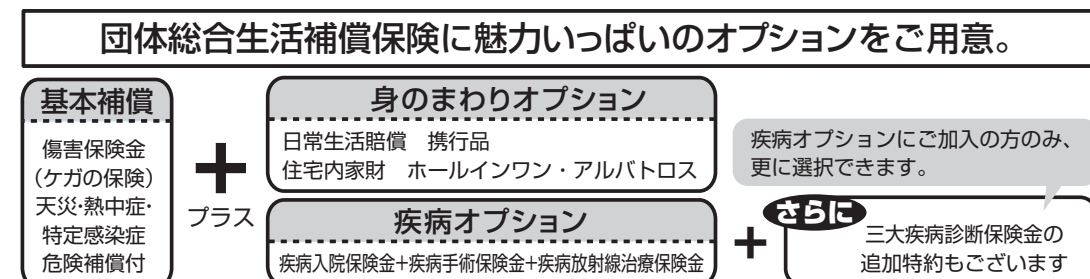 団体総合生活補償保険に魅力いっぱいのオプションをご用意。
基本補償
傷害保険金
(ケガの保険)
天災・熱中症・
特定感染症
危険補償付
プラス
身のまわりオプション
日常生活賠償　携行品
住宅内家財　ホールインワン・アルバトロス
疾病オプション
疾病入院保険金+疾病手術保険金+疾病放射線治療保険金
疾病オプションにご加入の方のみ、
更に選択できます。
さらに
三大疾病診断保険金の
追加特約もございます